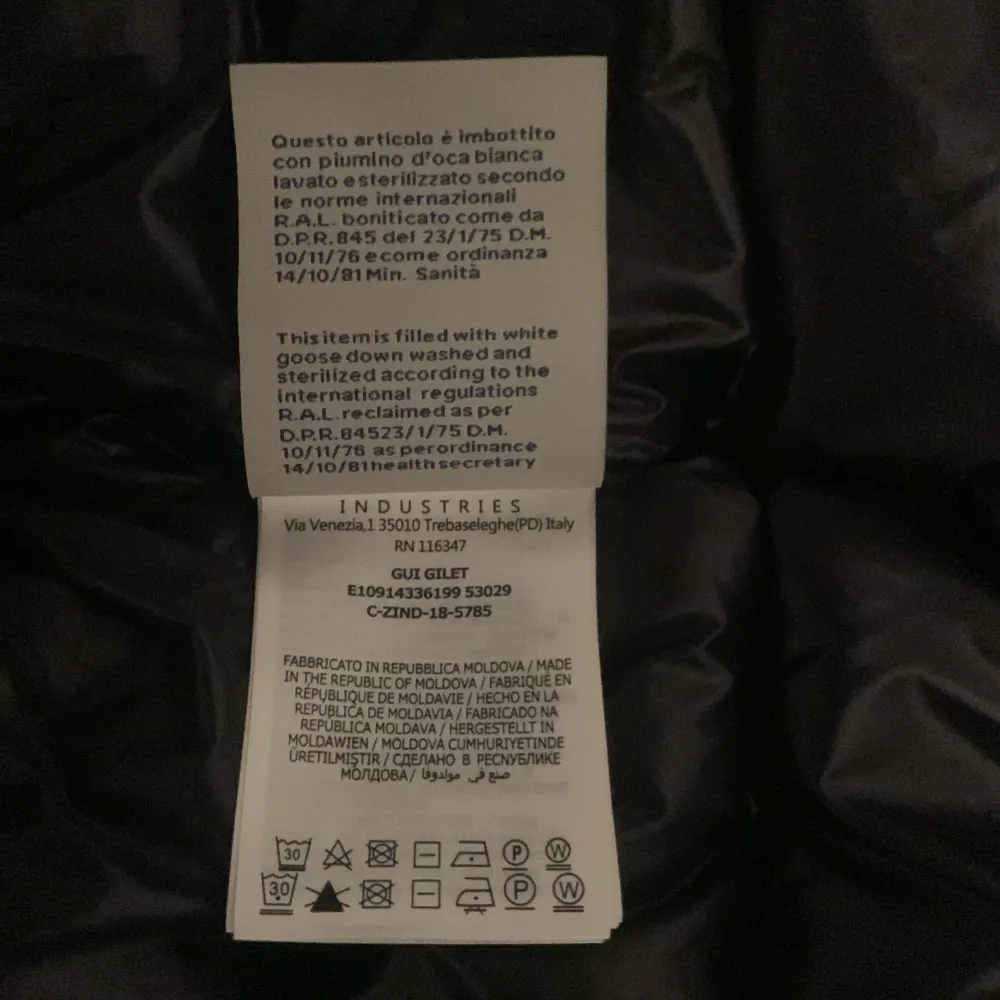 Questo articolo è imbottito
con piumino d'oca bianca
lavato e sterilizzato secondo
le norme internazionali
R.A.L. boniticato come da
D.P.R. 845 del 23/1/75 D.M.
10/11/76 e come ordinanza
14/10/81 Min. Sanità
This item is filled with white
goose down washed and
sterilized according to the
international regulations
R.A.L. reclaimed as per
D.P.R. 84523/1/75 D.M.
10/11/76 as perordinance
14/10/81 health secretary
INDUSTRIES
Via Venezia,1 35010 Trebaseleghe(PD) Italy
RN 116347
GUI GILET
E10914336199 53029
C-ZIND-18-5785
FABBRICATO IN REPUBBLICA MOLDOVA / MADE
IN THE REPUBLIC OF MOLDOVA / FABRIQUÉ EN
RÉPUBLIQUE DE MOLDAVIE / HECHO EN LA
REPÚBLICA DE MOLDAVIA / FABRICADO NA
REPÚBLICA MOLDAVA / HERGESTELLT IN
MOLDAWIEN / MOLDOVA CUMHURIYETINDE
ÜRETILMIŞTIR / СДЕЛАНО В РЕСПУБЛИКЕ
МОЛДОВА / صنع في مولدوفا
30 P W
30 P W